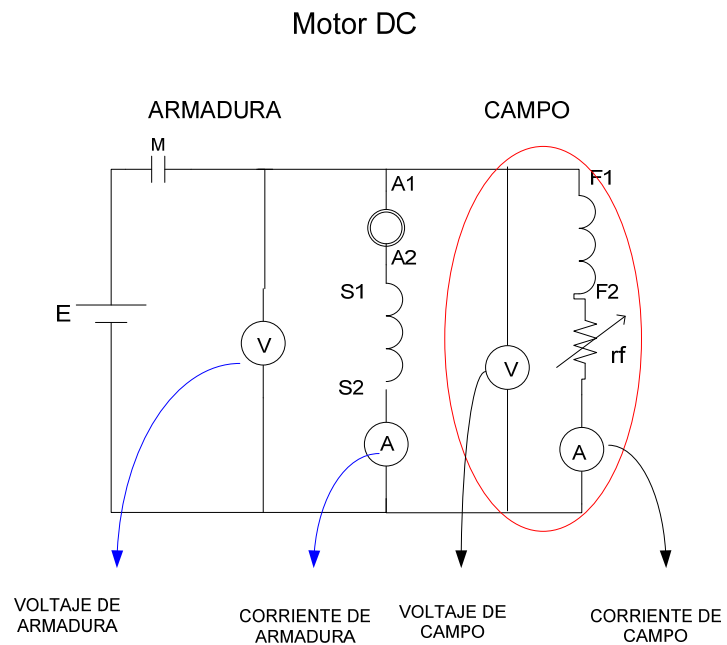 Motor DC
ARMADURA
CAMPO
M
A1
F1
A2
S1
F2
E
V
rf
V
S2
A
A
VOLTAJE DE
ARMADURA
CORRIENTE DE
ARMADURA
VOLTAJE DE
CAMPO
CORRIENTE DE
CAMPO